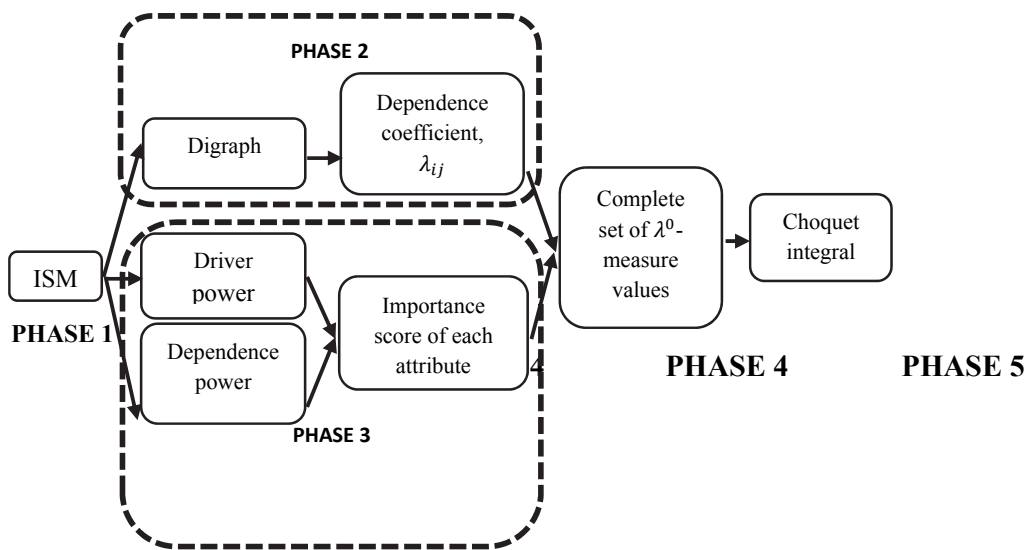 PHASE 2
Digraph
Dependence
coefficient,
λᵢⱼ
ISM
PHASE 1
Driver
power
Dependence
power
Importance
score of each
attribute
4
PHASE 3
Complete
set of λ⁰-
measure
values
PHASE 4
Choquet
integral
PHASE 5